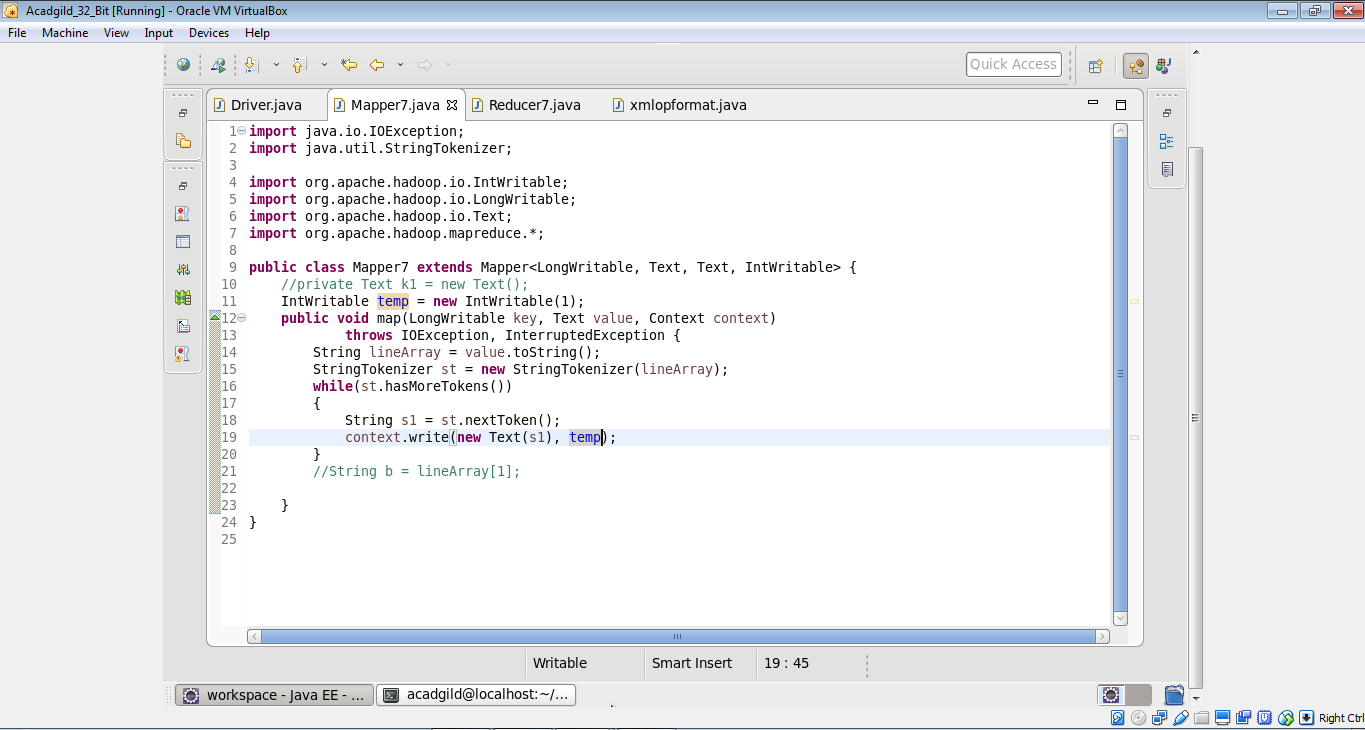 Acadgild_32_Bit [Running] - Oracle VM VirtualBox
File Machine View Input Devices Help
Quick Access
Driver.java Mapper7.java Reducer7.java xmlopformat.java
1 import java.io.IOException;
2 import java.util.StringTokenizer;
3
4 import org.apache.hadoop.io.IntWritable;
5 import org.apache.hadoop.io.LongWritable;
6 import org.apache.hadoop.io.Text;
7 import org.apache.hadoop.mapreduce.*;
8
9 public class Mapper7 extends Mapper<LongWritable, Text, Text, IntWritable> {
10 //private Text k1 = new Text();
11 IntWritable temp = new IntWritable(1);
12 public void map(LongWritable key, Text value, Context context)
13 throws IOException, InterruptedException {
14 String lineArray = value.toString();
15 StringTokenizer st = new StringTokenizer(lineArray);
16 while(st.hasMoreTokens())
17 {
18 String s1 = st.nextToken();
19 context.write(new Text(s1), temp);
20 }
21 //String b = lineArray[1];
22
23 }
24 }
25
Writable Smart Insert 19 : 45
workspace - Java EE - ... acadgild@localhost:~/...
Right Ctrl